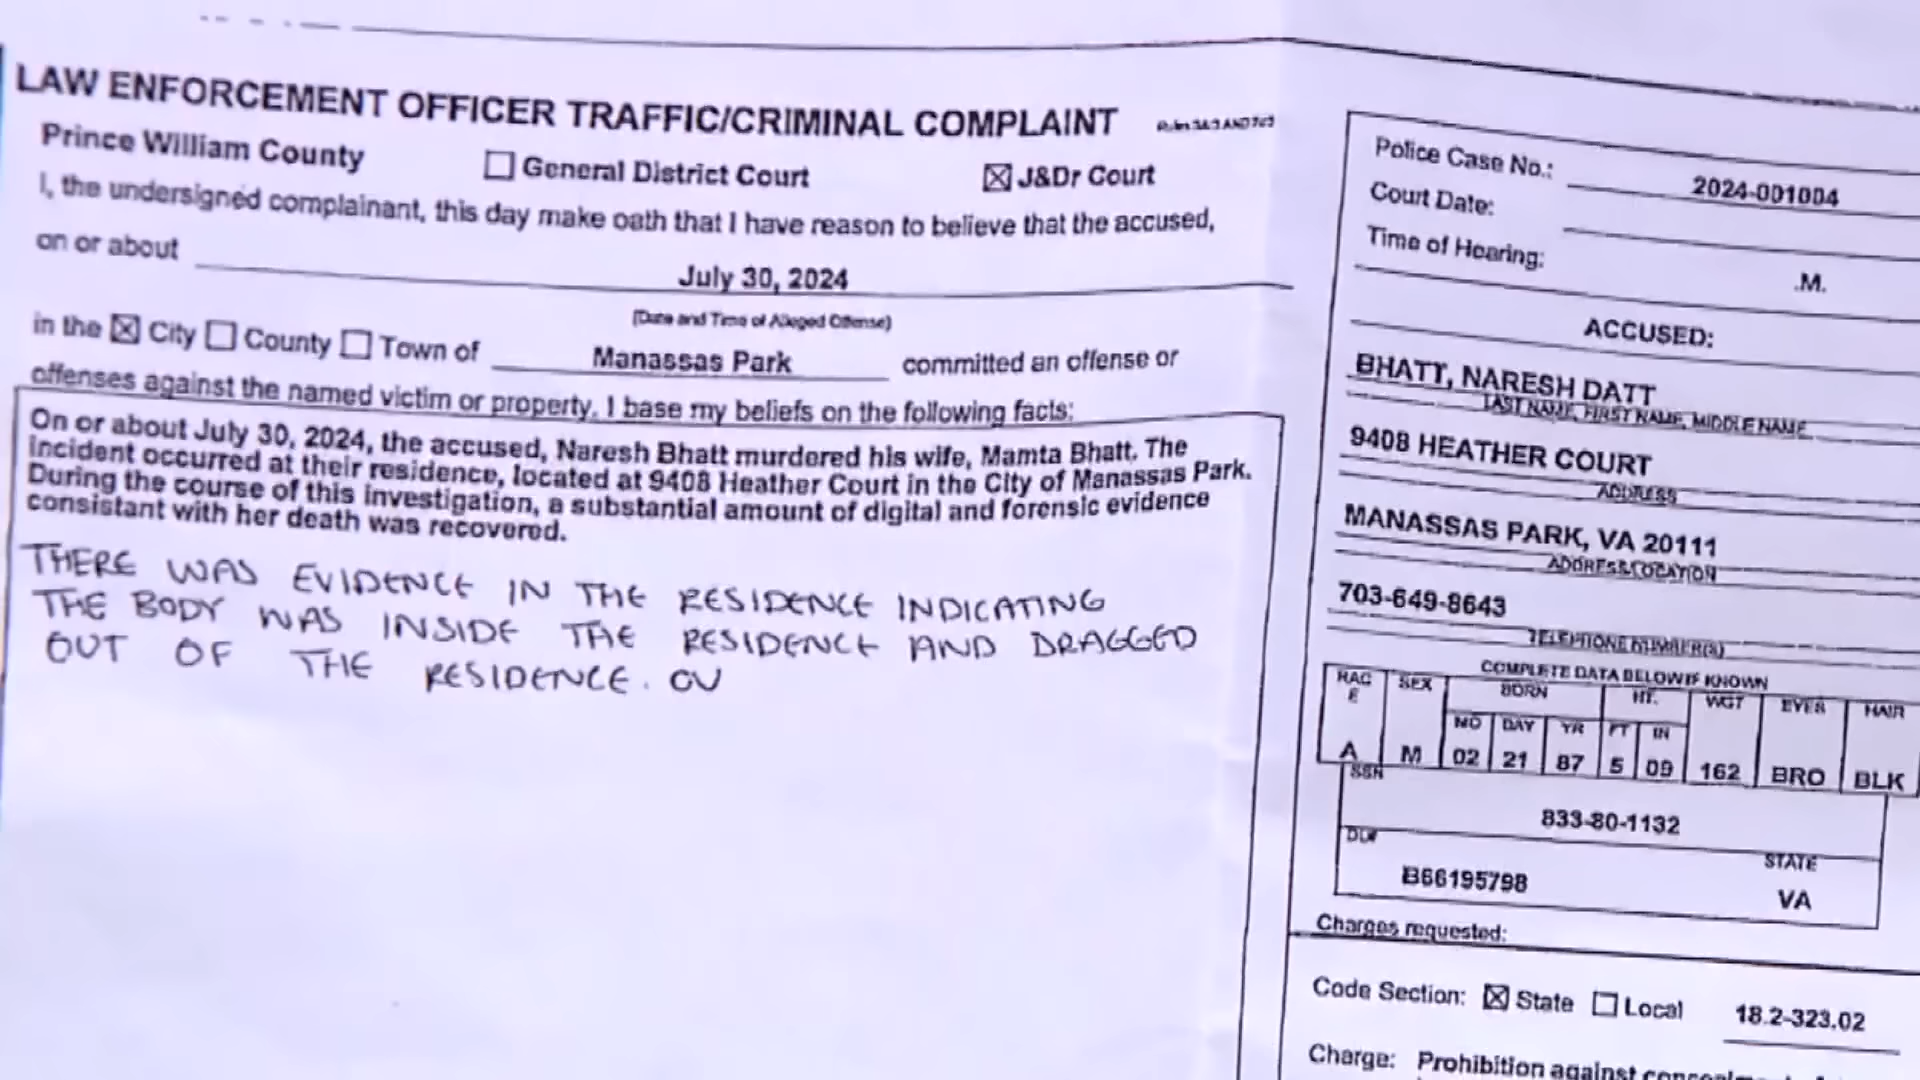 LAW ENFORCEMENT OFFICER TRAFFIC/CRIMINAL COMPLAINT
Prince William County
General District Court
J&Dr Court
I, the undersigned complainant, this day make oath that I have reason to believe that the accused,
on or about
July 30, 2024
(Date and Time of Alleged Offense)
in the City County Town of Manassas Park committed an offense or
offenses against the named victim or property. I base my beliefs on the following facts:
On or about July 30, 2024, the accused, Naresh Bhatt murdered his wife, Mamta Bhatt. The
incident occurred at their residence, located at 9408 Heather Court in the City of Manassas Park.
During the course of this investigation, a substantial amount of digital and forensic evidence
consistant with her death was recovered.
THERE WAS EVIDENCE IN THE RESIDENCE INDICATING
THE BODY WAS INSIDE THE RESIDENCE AND DRAGGED
OUT OF THE RESIDENCE. OV
Police Case No.: 2024-001004
Court Date:
Time of Hearing:
.M.
ACCUSED:
BHATT, NARESH DATT
LAST NAME, FIRST NAME, MIDDLE NAME
9408 HEATHER COURT
ADDRESS
MANASSAS PARK, VA 20111
ADDRESS/LOCATION
[phone number redacted]
TELEPHONE NUMBER(S)
COMPLETE DATA BELOW IF KNOWN
RAC E SEX BORN HT. WGT EYES HAIR
MO DAY YR FT IN
A M 02 21 87 5 09 162 BRO BLK
SSN
[SSN redacted]
DL# STATE
[license number redacted] VA
Charges requested:
Code Section: State Local 18.2-323.02
Charge: Prohibition against